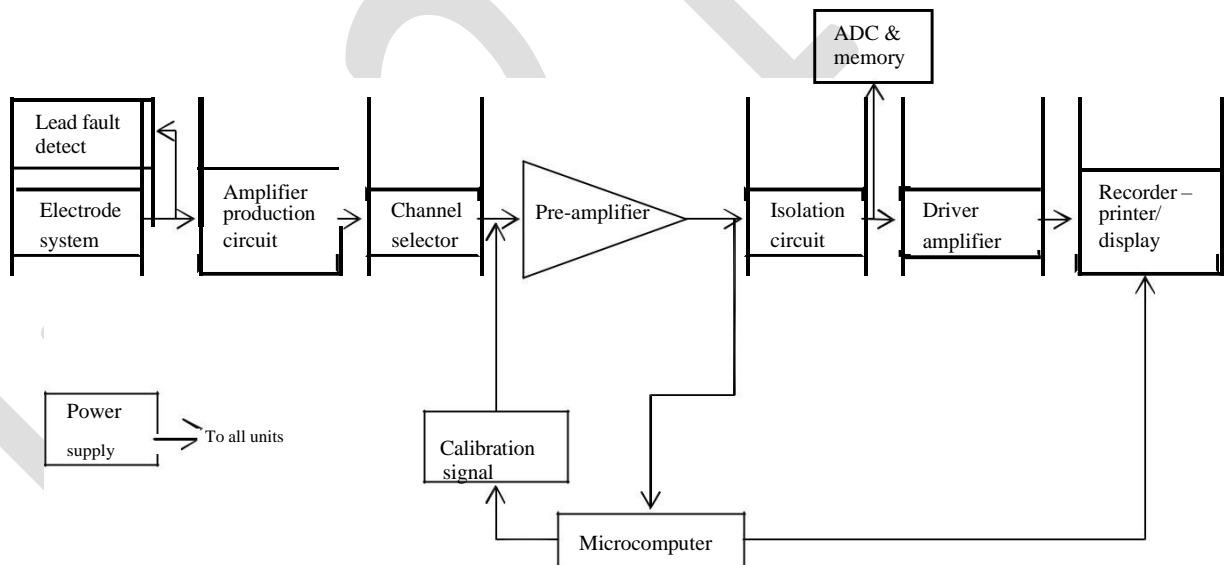 ADC &
memory
Lead fault
detect
Electrode
system
Amplifier
production
circuit
Channel
selector
Pre-amplifier
Isolation
circuit
Driver
amplifier
Recorder –
printer/
display
Power
supply
To all units
Calibration
signal
Microcomputer